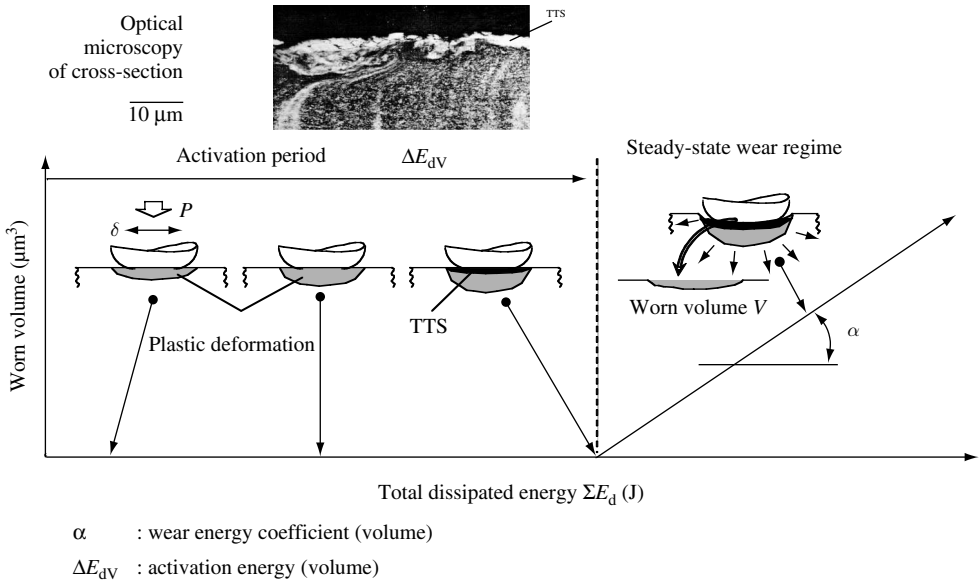 Optical
microscopy
of cross-section
10 μm
TTS
Activation period ΔE_dV
Steady-state wear regime
P
δ
Worn volume (μm³)
TTS
Plastic deformation
Worn volume V
α
Total dissipated energy ΣE_d (J)
α : wear energy coefficient (volume)
ΔE_dV : activation energy (volume)